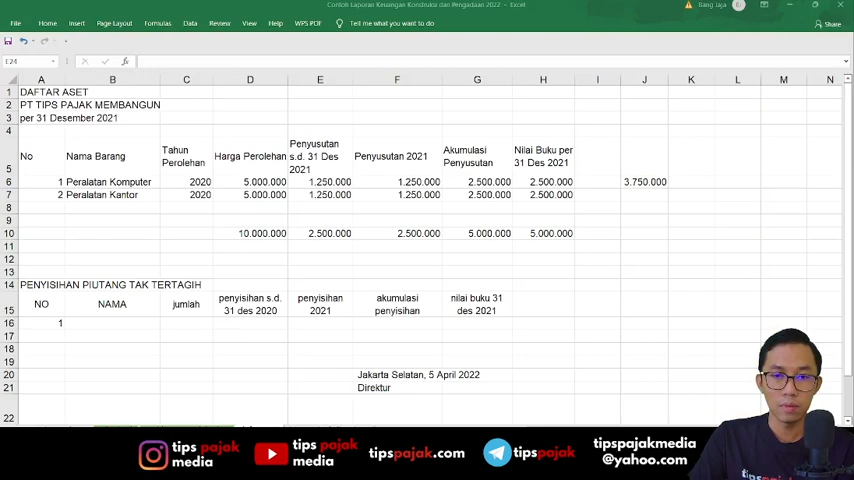 Contoh Laporan Keuangan Konstruksi dan Pengadaan 2022 - Excel
Bang Jaja
File Home Insert Page Layout Formulas Data Review View Help WPS PDF Tell me what you want to do Share
E24 fx
A B C D E F G H I J K L M N
1 DAFTAR ASET
2 PT TIPS PAJAK MEMBANGUN
3 per 31 Desember 2021
4
5 No Nama Barang Tahun Perolehan Harga Perolehan Penyusutan s.d. 31 Des 2021 Penyusutan 2021 Akumulasi Penyusutan Nilai Buku per 31 Des 2021
6 1 Peralatan Komputer 2020 5.000.000 1.250.000 1.250.000 2.500.000 2.500.000 3.750.000
7 2 Peralatan Kantor 2020 5.000.000 1.250.000 1.250.000 2.500.000 2.500.000
8
9
10 10.000.000 2.500.000 2.500.000 5.000.000 5.000.000
11
12
13
14 PENYISIHAN PIUTANG TAK TERTAGIH
15 NO NAMA jumlah penyisihan s.d. 31 des 2020 penyisihan 2021 akumulasi penyisihan nilai buku 31 des 2021
16 1
17
18
19
20 Jakarta Selatan, 5 April 2022
21 Direktur
22
tips pajak media
tips pajak media
tipspajak.com
tipspajak
tipspajakmedia@yahoo.com